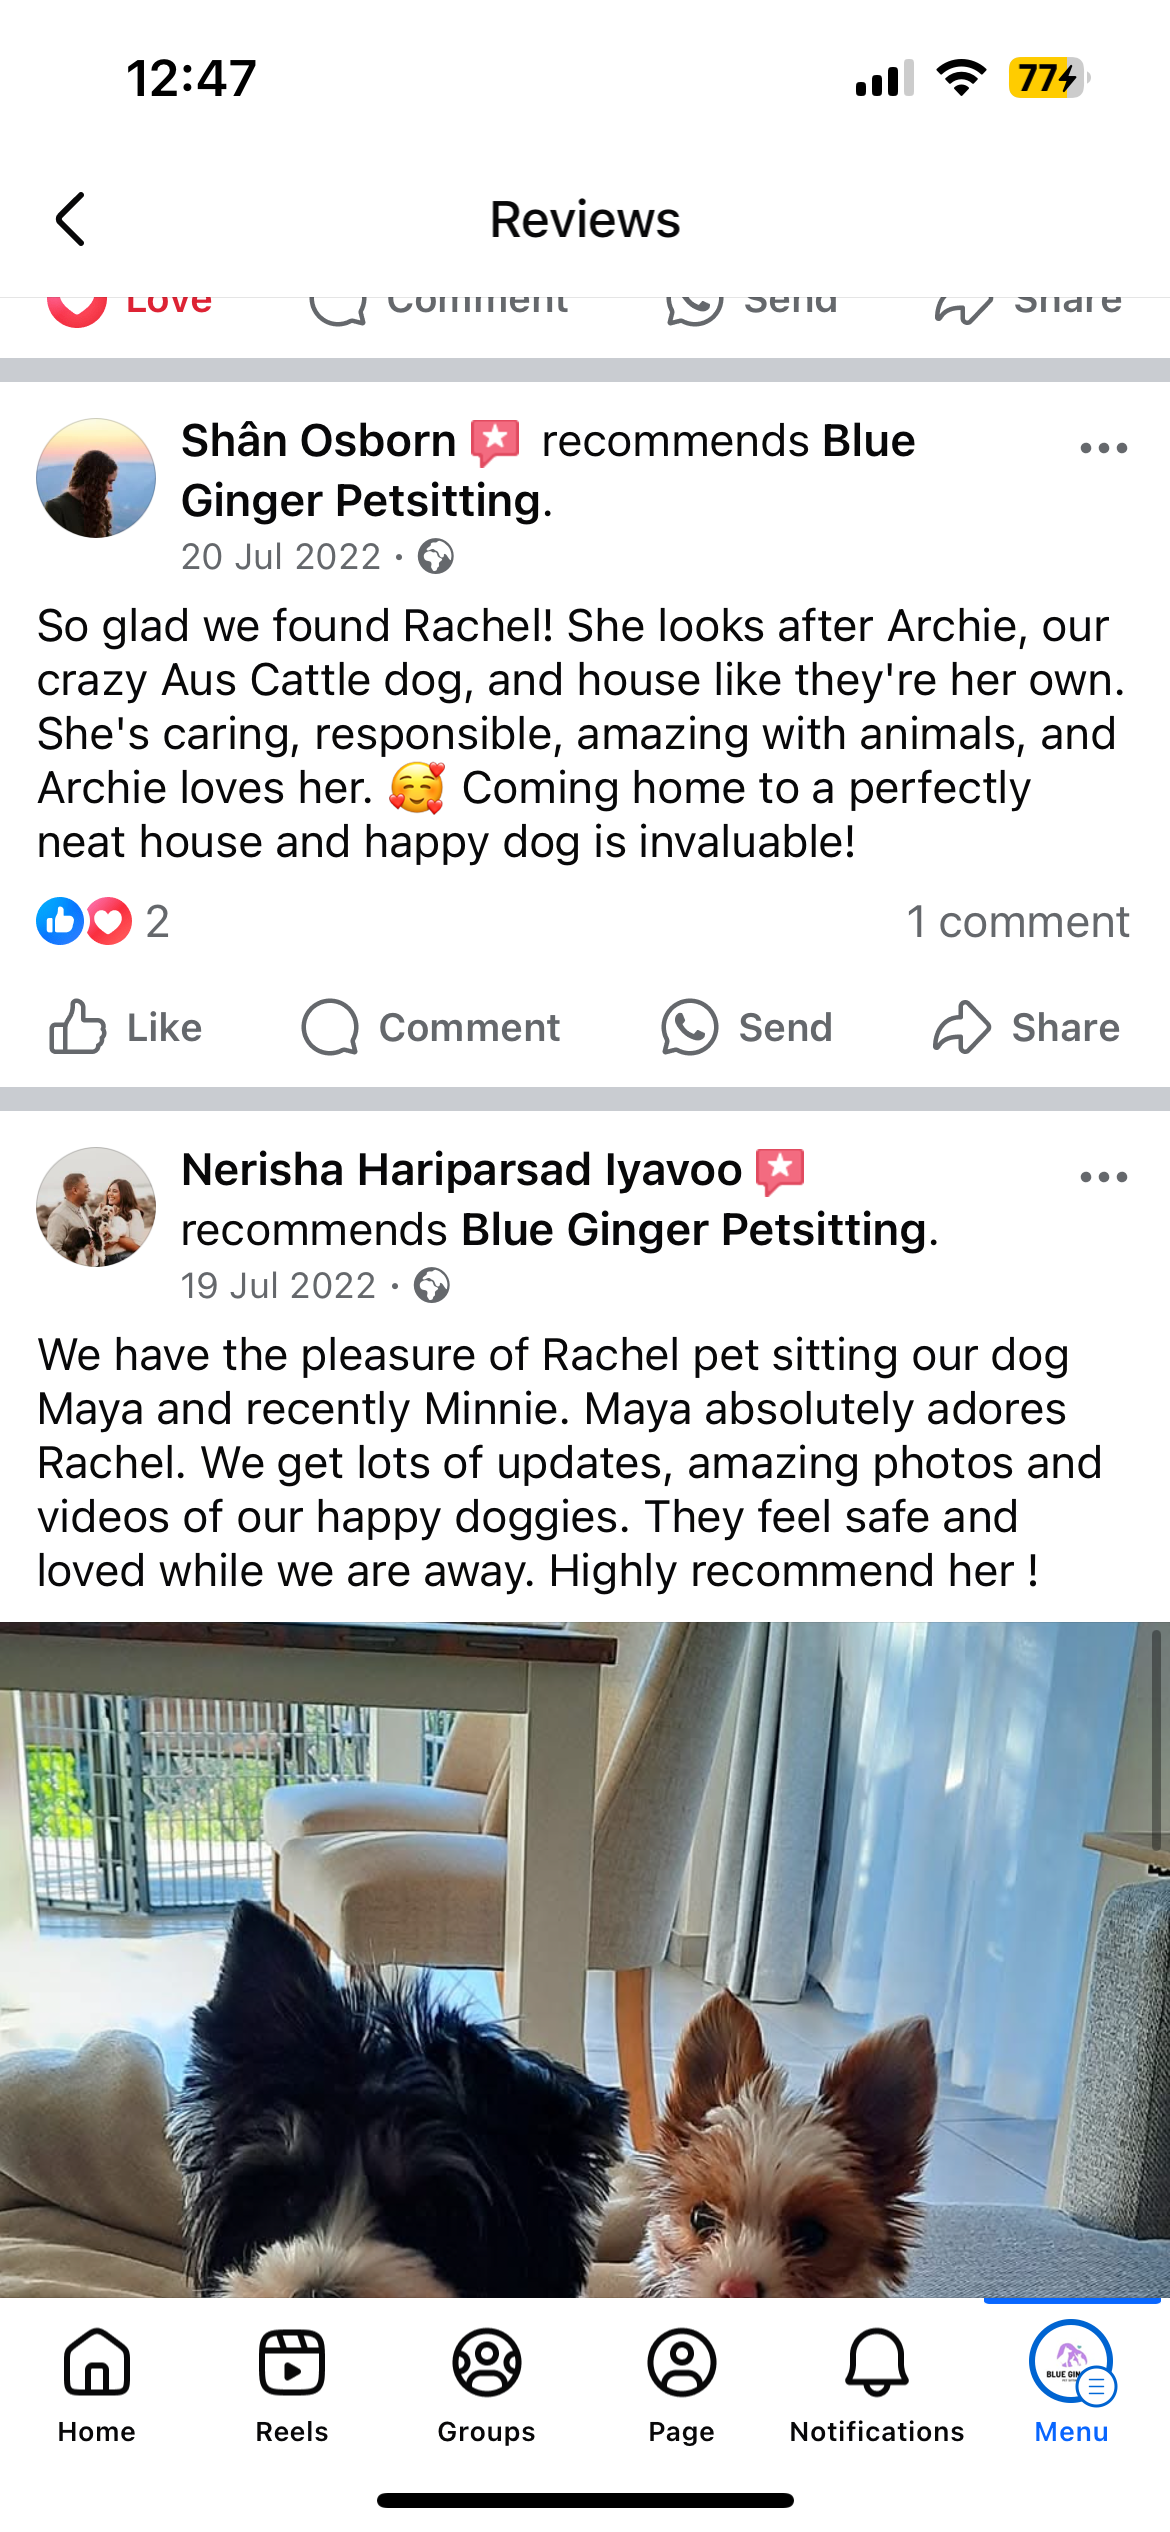 12:47
77
Reviews
Love Comment Send Share
Shân Osborn recommends Blue
Ginger Petsitting.
20 Jul 2022 ·
So glad we found Rachel! She looks after Archie, our
crazy Aus Cattle dog, and house like they're her own.
She's caring, responsible, amazing with animals, and
Archie loves her. 🥰 Coming home to a perfectly
neat house and happy dog is invaluable!
2 1 comment
Like Comment Send Share
Nerisha Hariparsad Iyavoo
recommends Blue Ginger Petsitting.
19 Jul 2022 ·
We have the pleasure of Rachel pet sitting our dog
Maya and recently Minnie. Maya absolutely adores
Rachel. We get lots of updates, amazing photos and
videos of our happy doggies. They feel safe and
loved while we are away. Highly recommend her !
BLUE GIN
Home Reels Groups Page Notifications Menu